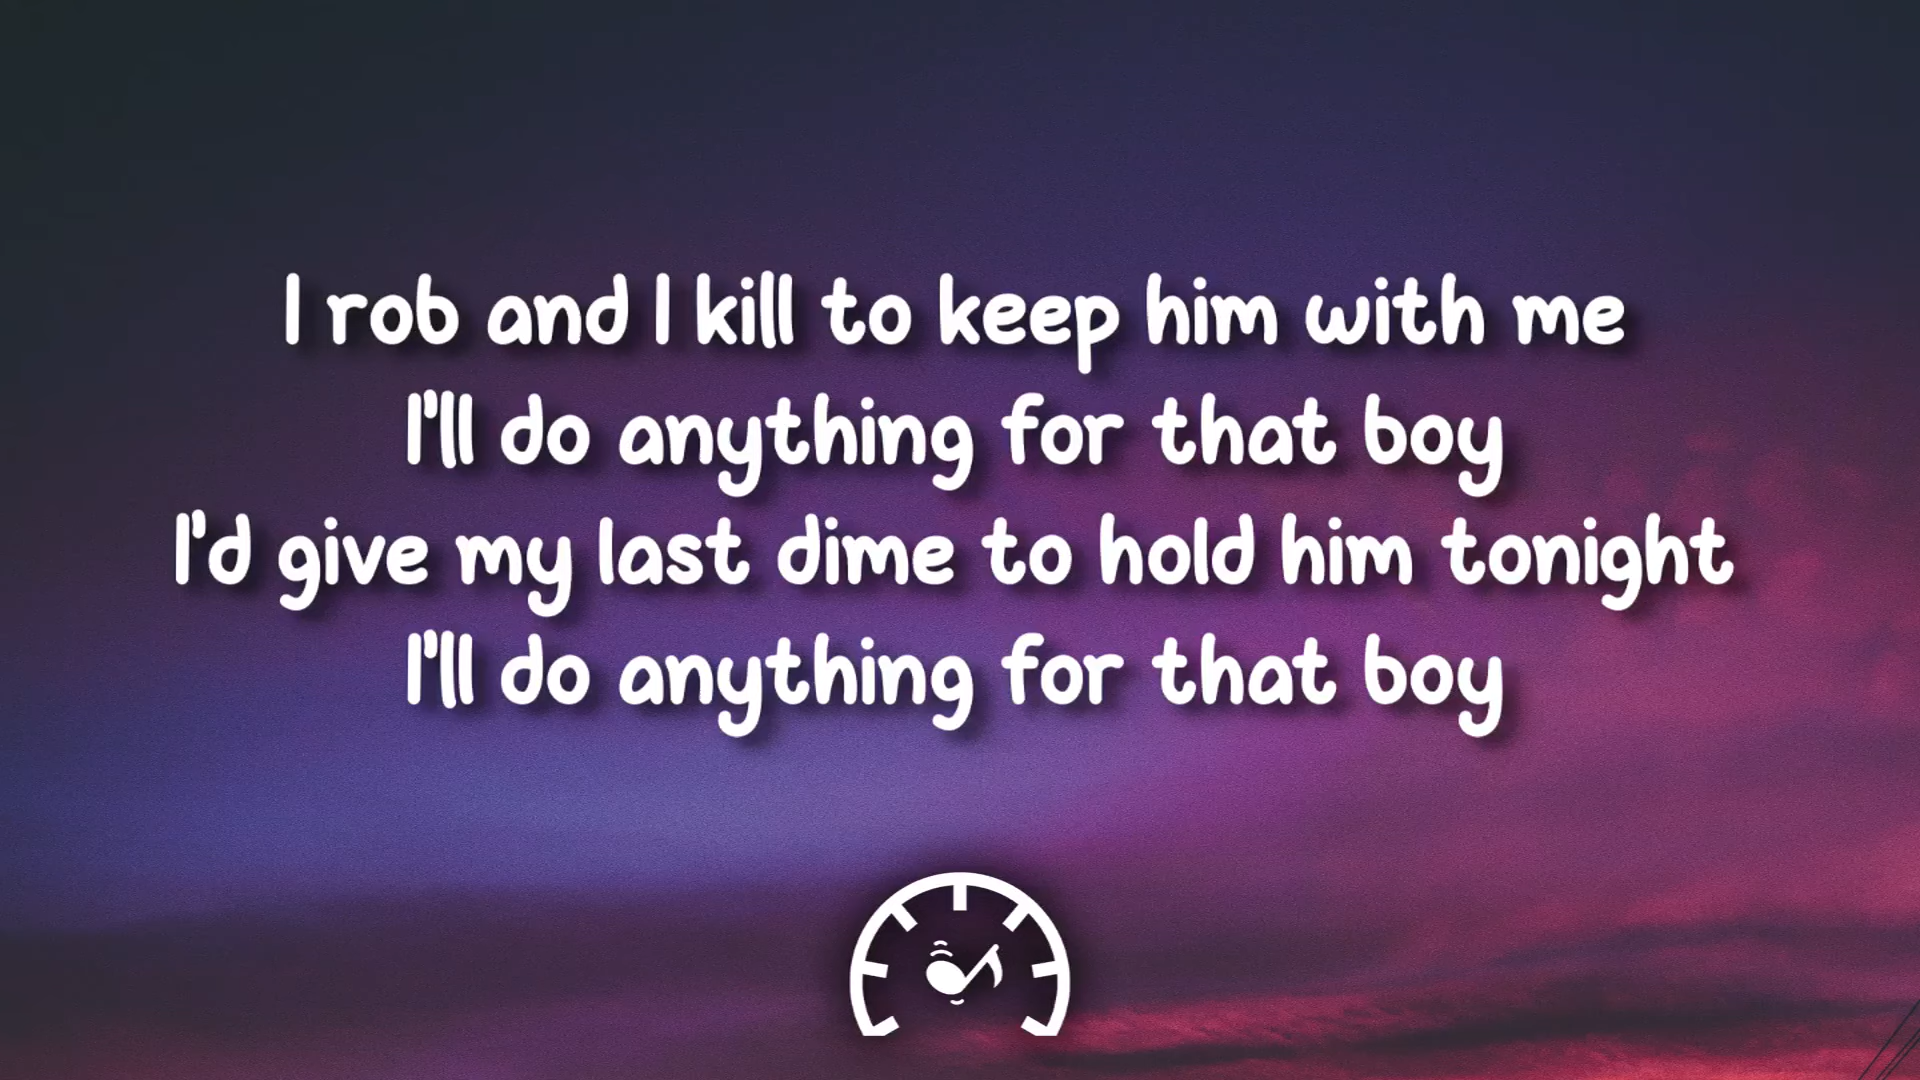 I rob and I kill to keep him with me
I'll do anything for that boy
I'd give my last dime to hold him tonight
I'll do anything for that boy